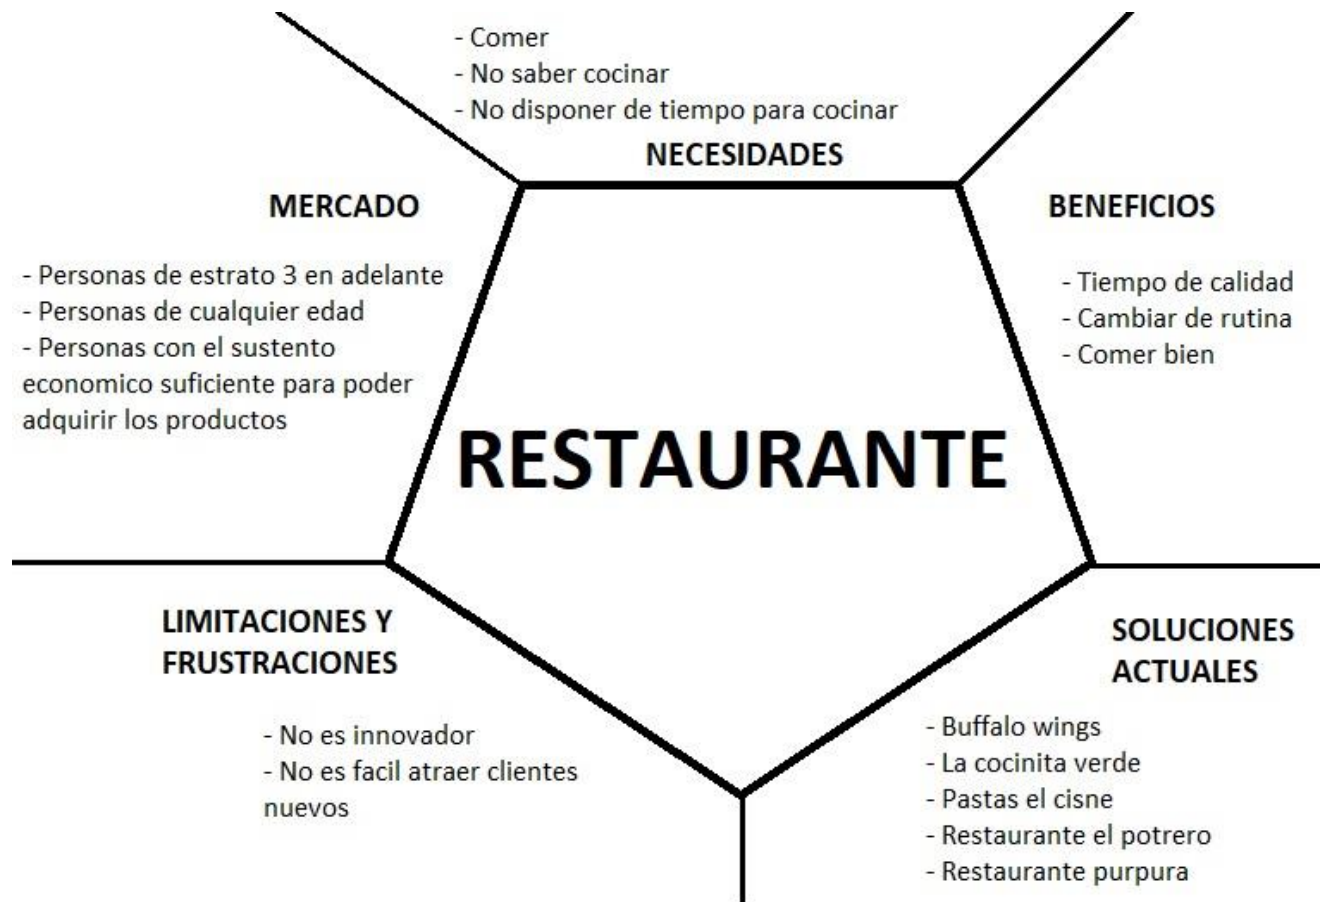 - Comer
- No saber cocinar
- No disponer de tiempo para cocinar
NECESIDADES
MERCADO
- Personas de estrato 3 en adelante
- Personas de cualquier edad
- Personas con el sustento
economico suficiente para poder
adquirir los productos
BENEFICIOS
- Tiempo de calidad
- Cambiar de rutina
- Comer bien
RESTAURANTE
LIMITACIONES Y
FRUSTRACIONES
- No es innovador
- No es facil atraer clientes
nuevos
SOLUCIONES
ACTUALES
- Buffalo wings
- La cocinita verde
- Pastas el cisne
- Restaurante el potrero
- Restaurante purpura